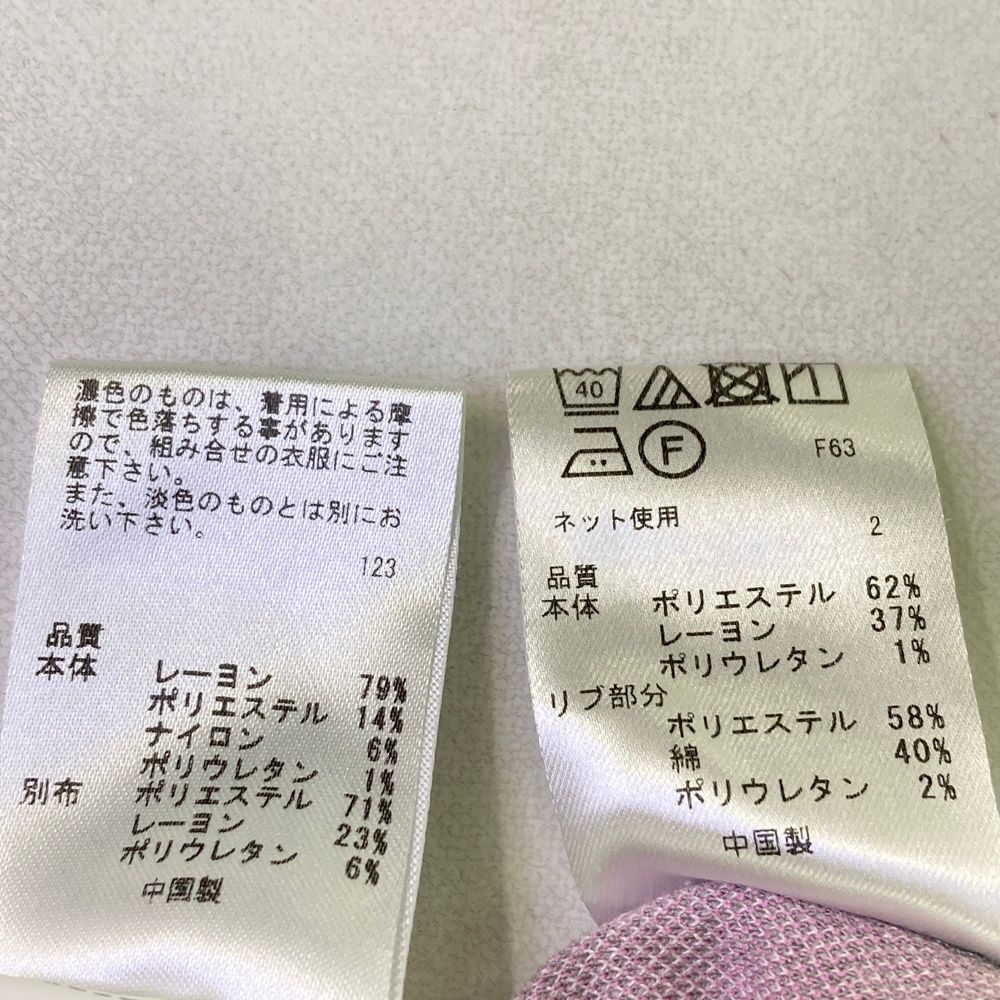 濃色のものは、着用による摩
擦で色落ちする事があります
ので、組み合せの衣服にご注
意下さい。
また、淡色のものとは別にお
洗い下さい。
123
品質
本体
レーヨン 79%
ポリエステル 14%
ナイロン 6%
ポリウレタン 1%
別布 ポリエステル 71%
レーヨン 23%
ポリウレタン 6%
中国製
40
F F63
ネット使用 2
品質
本体 ポリエステル 62%
レーヨン 37%
ポリウレタン 1%
リブ部分
ポリエステル 58%
綿 40%
ポリウレタン 2%
中国製